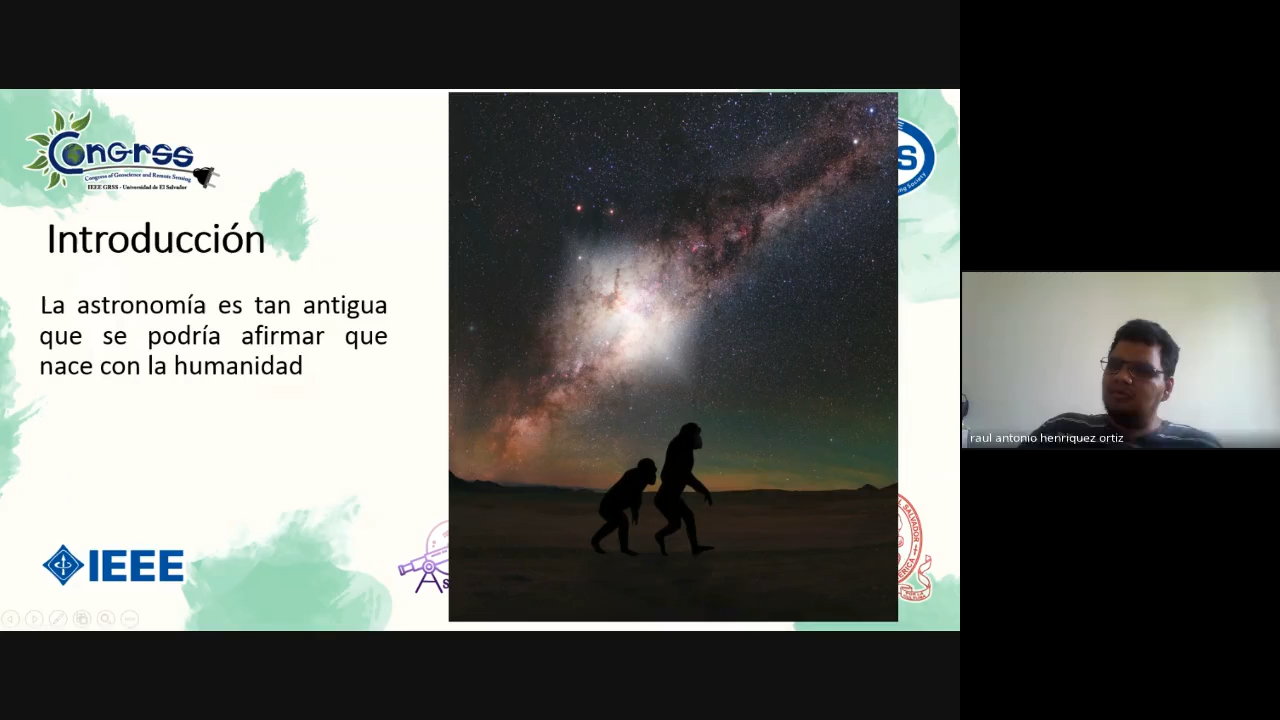 CONGRSS
Congress of Geoscience and Remote Sensing
IEEE GRSS - Universidad de El Salvador
S
Introducción
La astronomía es tan antigua
que se podría afirmar que
nace con la humanidad
raul antonio henriquez ortiz
IEEE